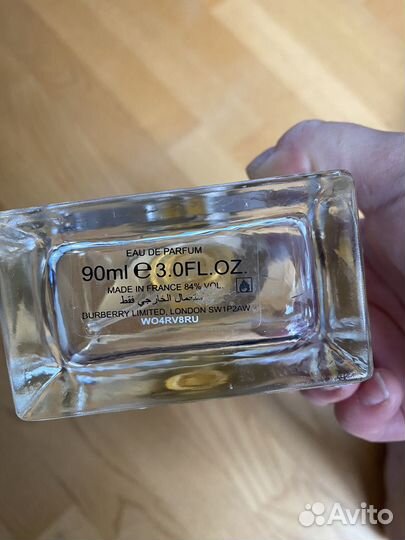 EAU DE PARFUM
90ml e 3.0FL.OZ.
MADE IN FRANCE 84% VOL.
الخارجي فقط
BURBERRY LIMITED, LONDON SW1P2AW
WO4RV8RU
Avito